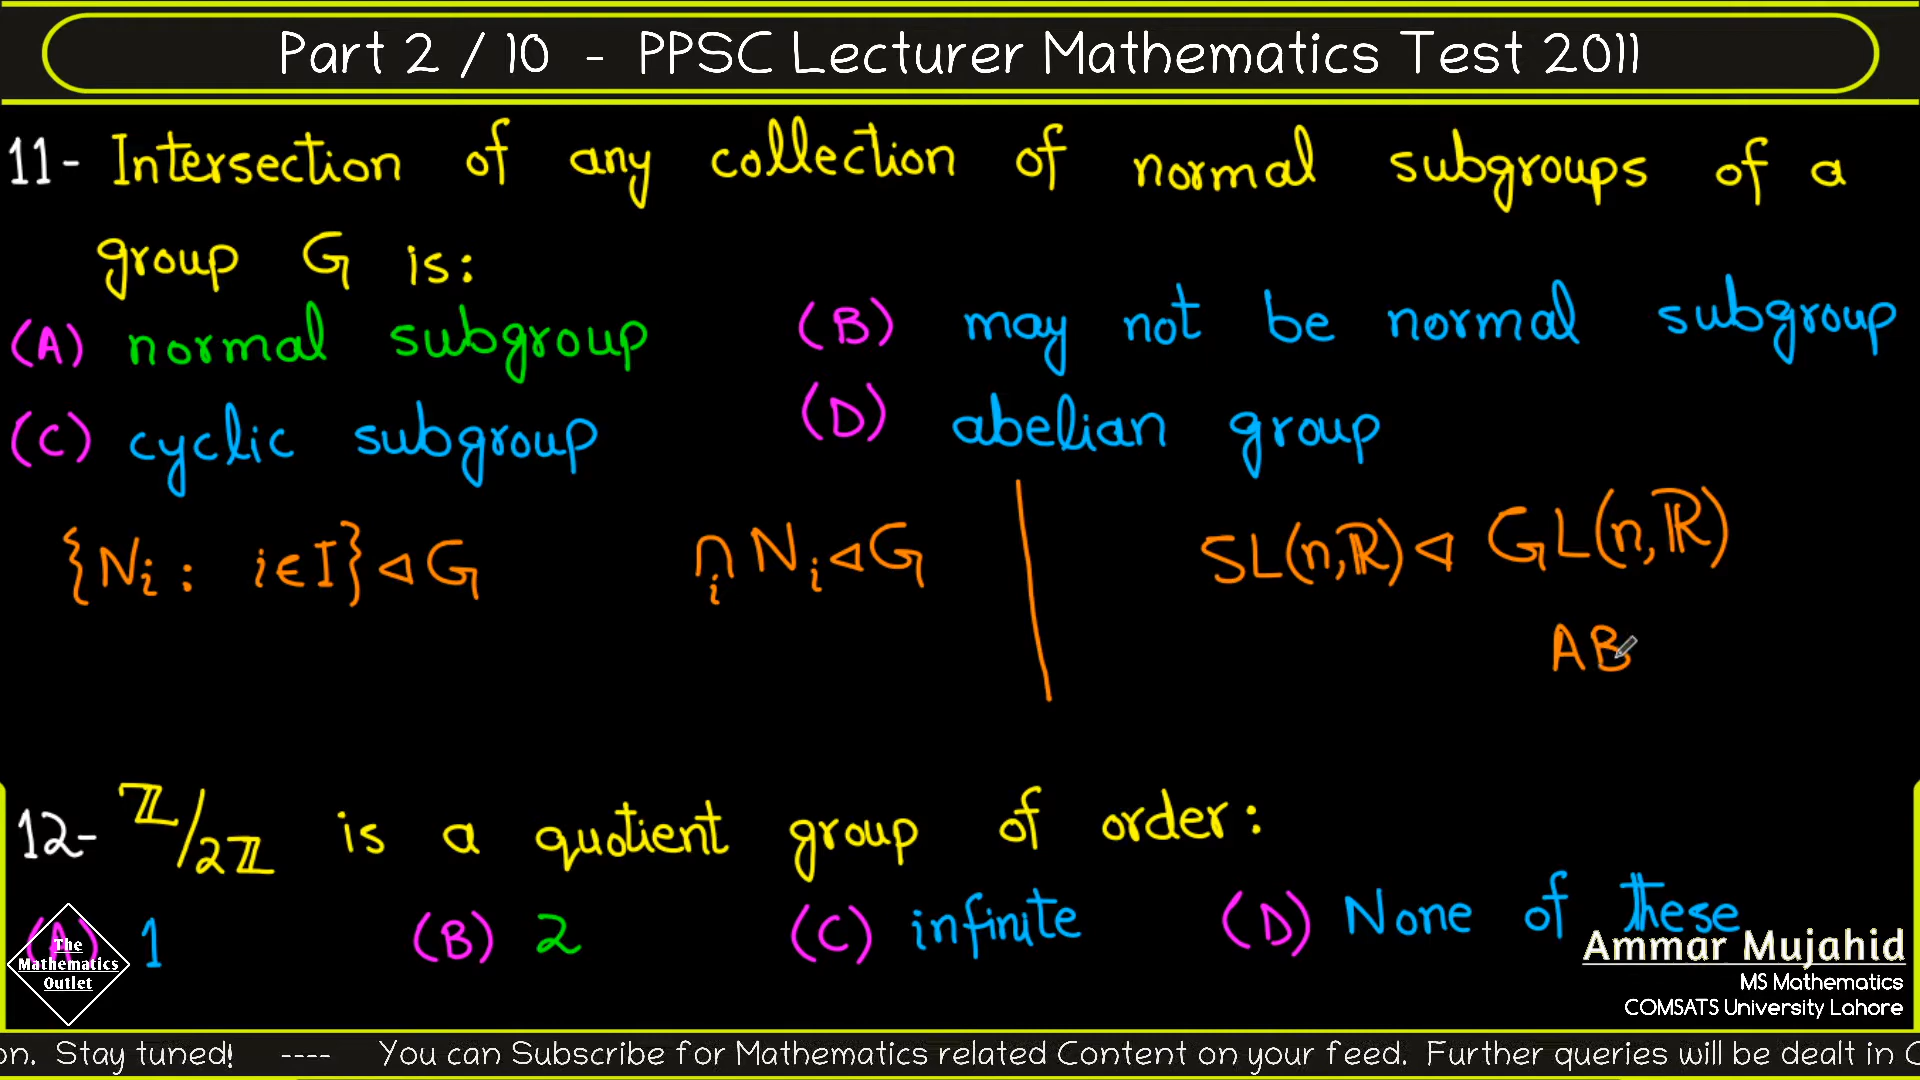 Part 2 / 10 - PPSC Lecturer Mathematics Test 2011
11- Intersection of any collection of normal subgroups of a
group G is:
(A) normal subgroup (B) may not be normal subgroup
(C) cyclic subgroup (D) abelian group
{Nᵢ : i∈I} ⊲ G ∩ᵢ Nᵢ ⊲ G SL(n,ℝ) ⊲ GL(n,ℝ)
AB
12- ℤ/2ℤ is a quotient group of order:
(A) 1 (B) 2 (C) infinite (D) None of these
The
Mathematics
Outlet
Ammar Mujahid
MS Mathematics
COMSATS University Lahore
on. Stay tuned! ---- You can Subscribe for Mathematics related Content on your feed. Further queries will be dealt in C